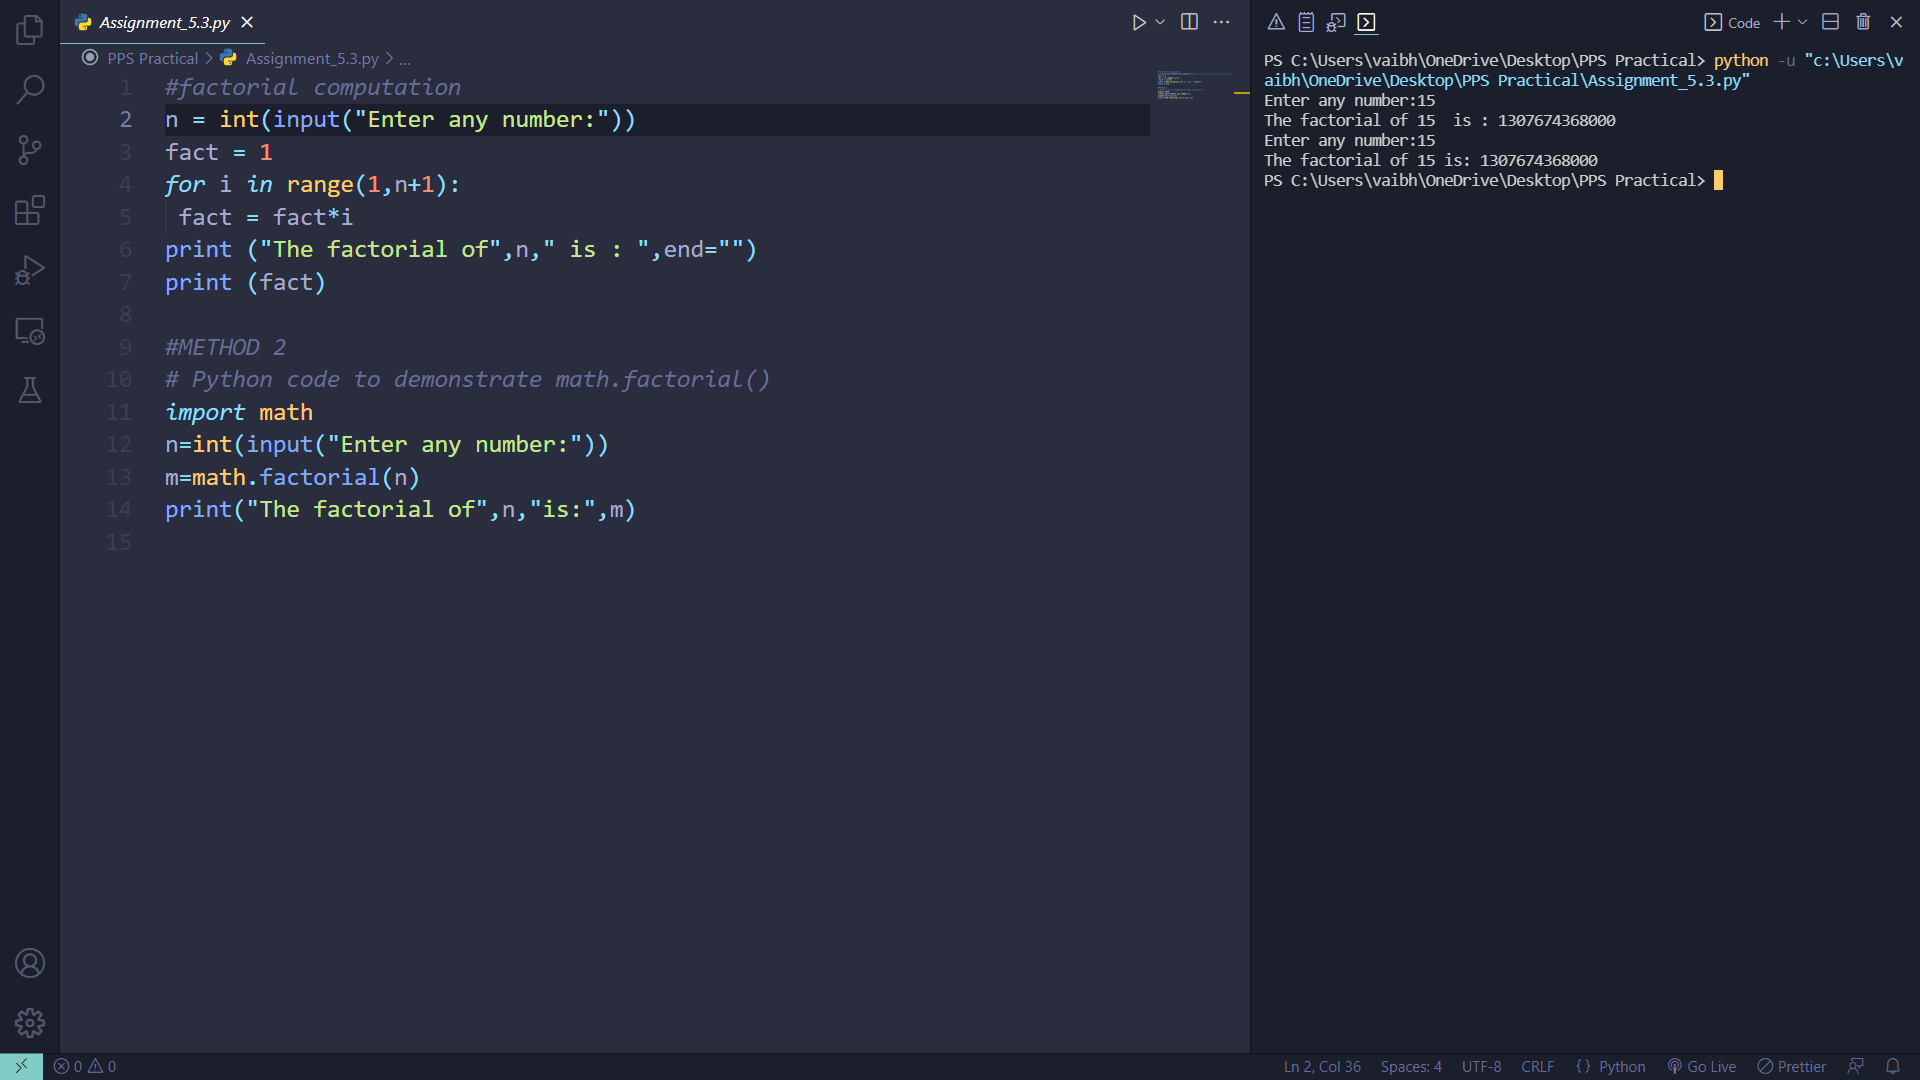 Assignment_5.3.py
PPS Practical > Assignment_5.3.py > ...
1 #factorial computation
2 n = int(input("Enter any number:"))
3 fact = 1
4 for i in range(1,n+1):
5  fact = fact*i
6 print ("The factorial of",n," is : ",end="")
7 print (fact)
8
9 #METHOD 2
10 # Python code to demonstrate math.factorial()
11 import math
12 n=int(input("Enter any number:"))
13 m=math.factorial(n)
14 print("The factorial of",n,"is:",m)
15
Code
PS C:\Users\vaibh\OneDrive\Desktop\PPS Practical> python -u "c:\Users\v
aibh\OneDrive\Desktop\PPS Practical\Assignment_5.3.py"
Enter any number:15
The factorial of 15  is : 1307674368000
Enter any number:15
The factorial of 15 is: 1307674368000
PS C:\Users\vaibh\OneDrive\Desktop\PPS Practical>
0 0
Ln 2, Col 36 Spaces: 4 UTF-8 CRLF {} Python Go Live Prettier